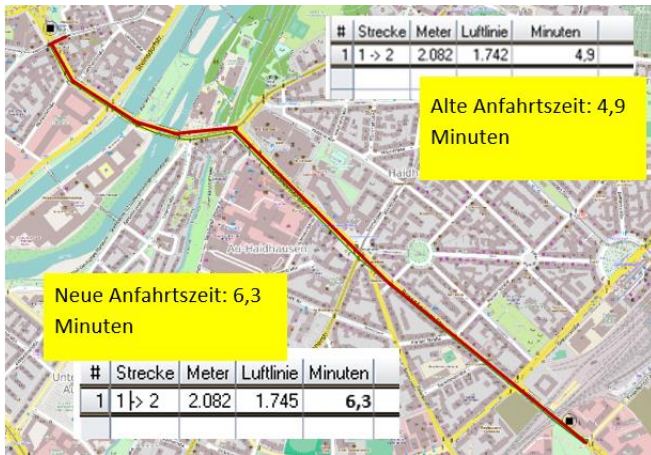 # Strecke Meter Luftlinie Minuten
1 1 -> 2 2.082 1.742 4,9
Alte Anfahrtszeit: 4,9
Minuten
Au-Haidhausen
Neue Anfahrtszeit: 6,3
Minuten
# Strecke Meter Luftlinie Minuten
1 1 |> 2 2.082 1.745 6,3